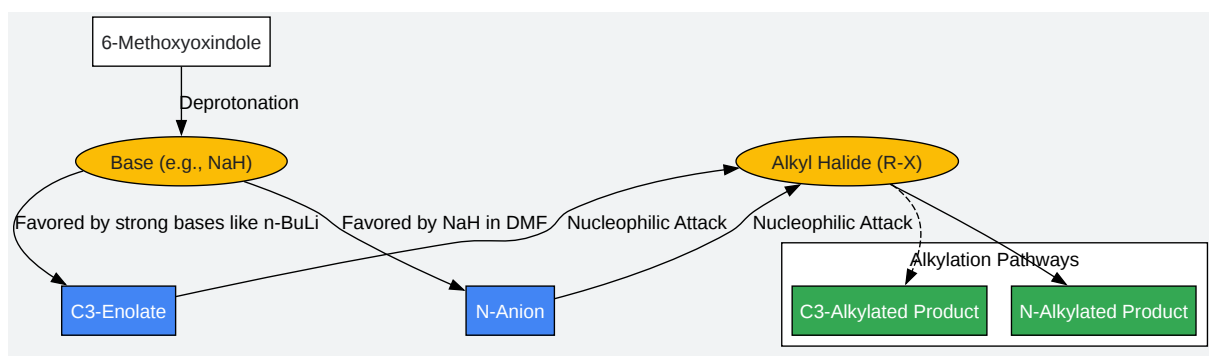 6-Methoxyoxindole
Deprotonation
Base (e.g., NaH)
Alkyl Halide (R-X)
Favored by strong bases like n-BuLi
Favored by NaH in DMF
Nucleophilic Attack
Nucleophilic Attack
Alkylation Pathways
C3-Enolate
N-Anion
C3-Alkylated Product
N-Alkylated Product